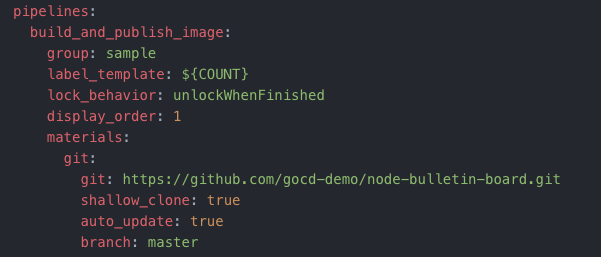 pipelines:
  build_and_publish_image:
    group: sample
    label_template: ${COUNT}
    lock_behavior: unlockWhenFinished
    display_order: 1
    materials:
      git:
        git: https://github.com/gocd-demo/node-bulletin-board.git
        shallow_clone: true
        auto_update: true
        branch: master